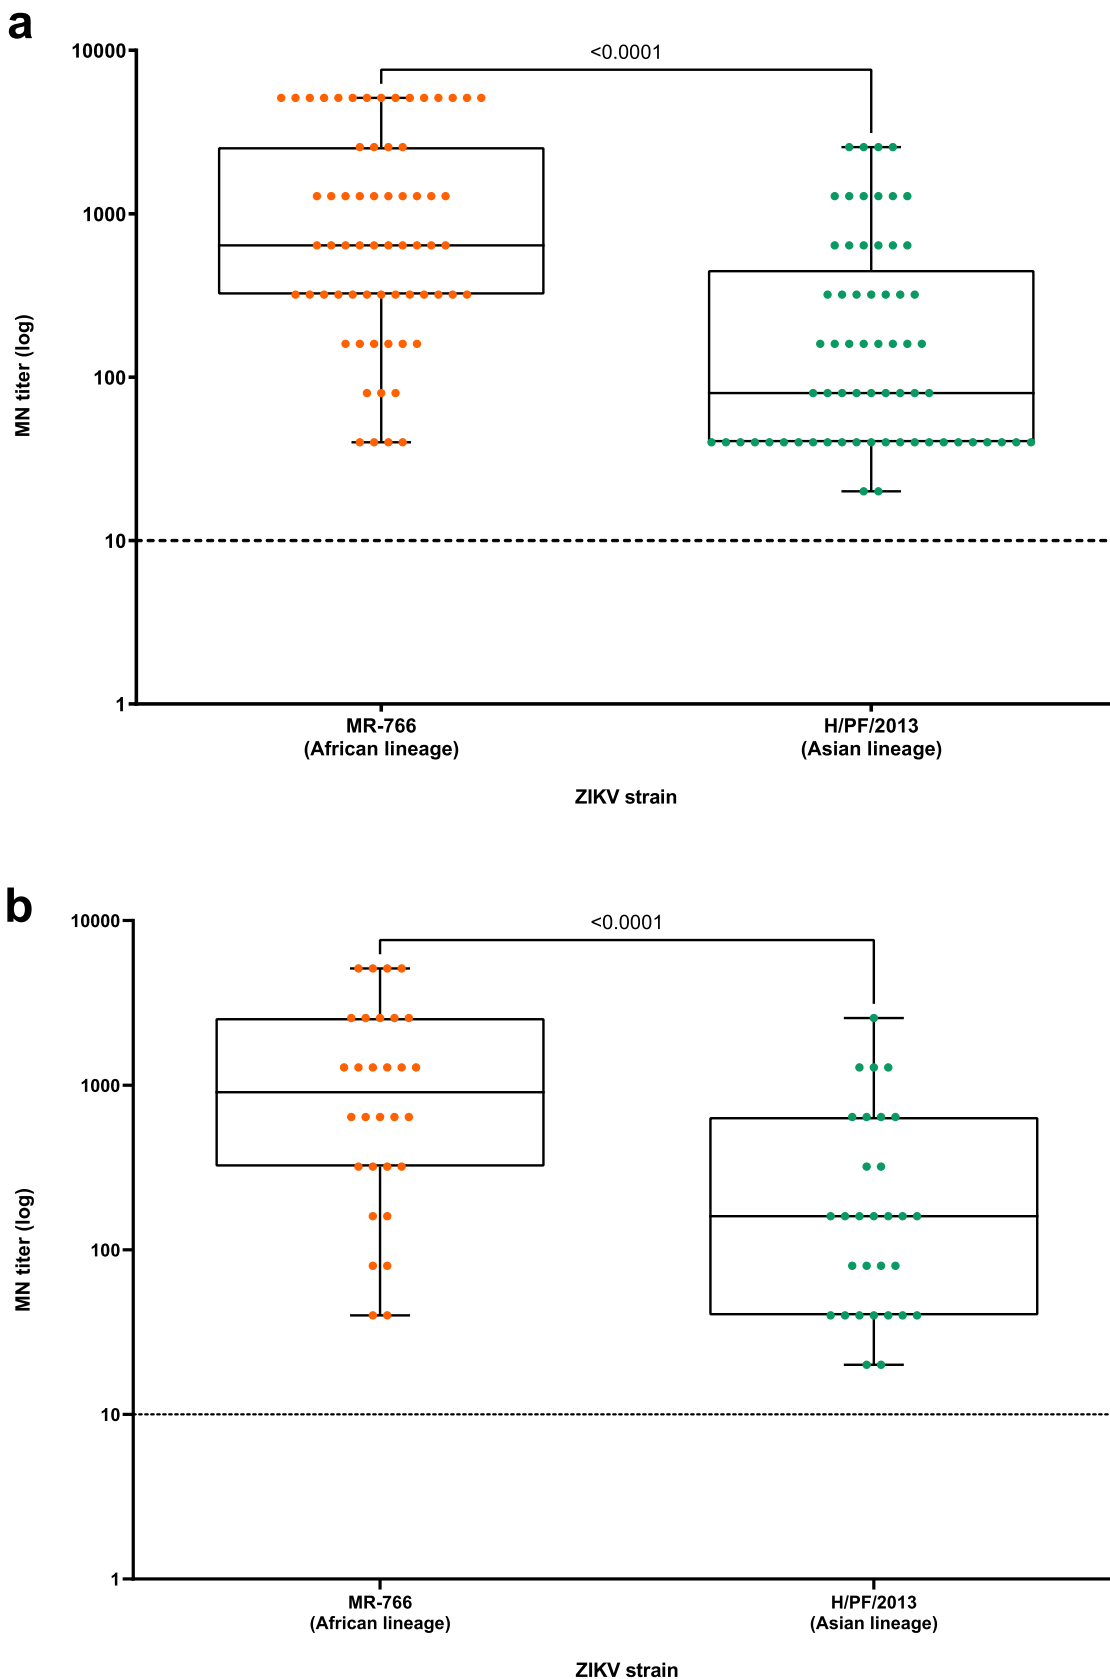 a
<0.0001
10000
1000
100
10
1
MN titer (log)
MR-766
(African lineage)
H/PF/2013
(Asian lineage)
ZIKV strain
b
<0.0001
10000
1000
100
10
1
MN titer (log)
MR-766
(African lineage)
H/PF/2013
(Asian lineage)
ZIKV strain